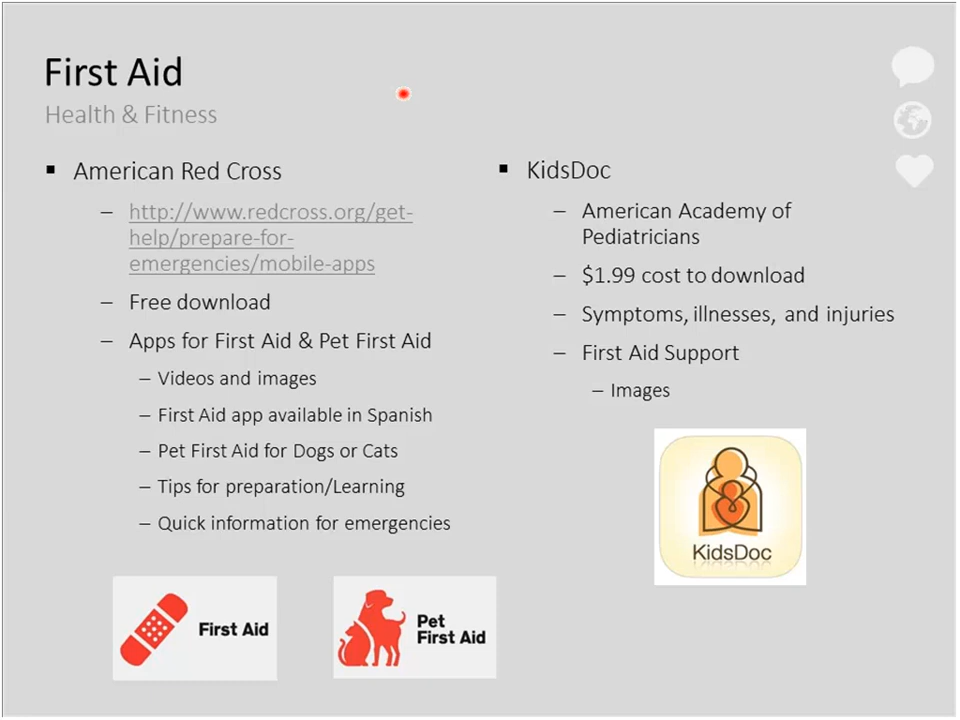 First Aid
Health & Fitness
▪ American Red Cross
– http://www.redcross.org/get-
help/prepare-for-
emergencies/mobile-apps
– Free download
– Apps for First Aid & Pet First Aid
– Videos and images
– First Aid app available in Spanish
– Pet First Aid for Dogs or Cats
– Tips for preparation/Learning
– Quick information for emergencies
First Aid
Pet
First Aid
▪ KidsDoc
– American Academy of
Pediatricians
– $1.99 cost to download
– Symptoms, illnesses, and injuries
– First Aid Support
– Images
KidsDoc